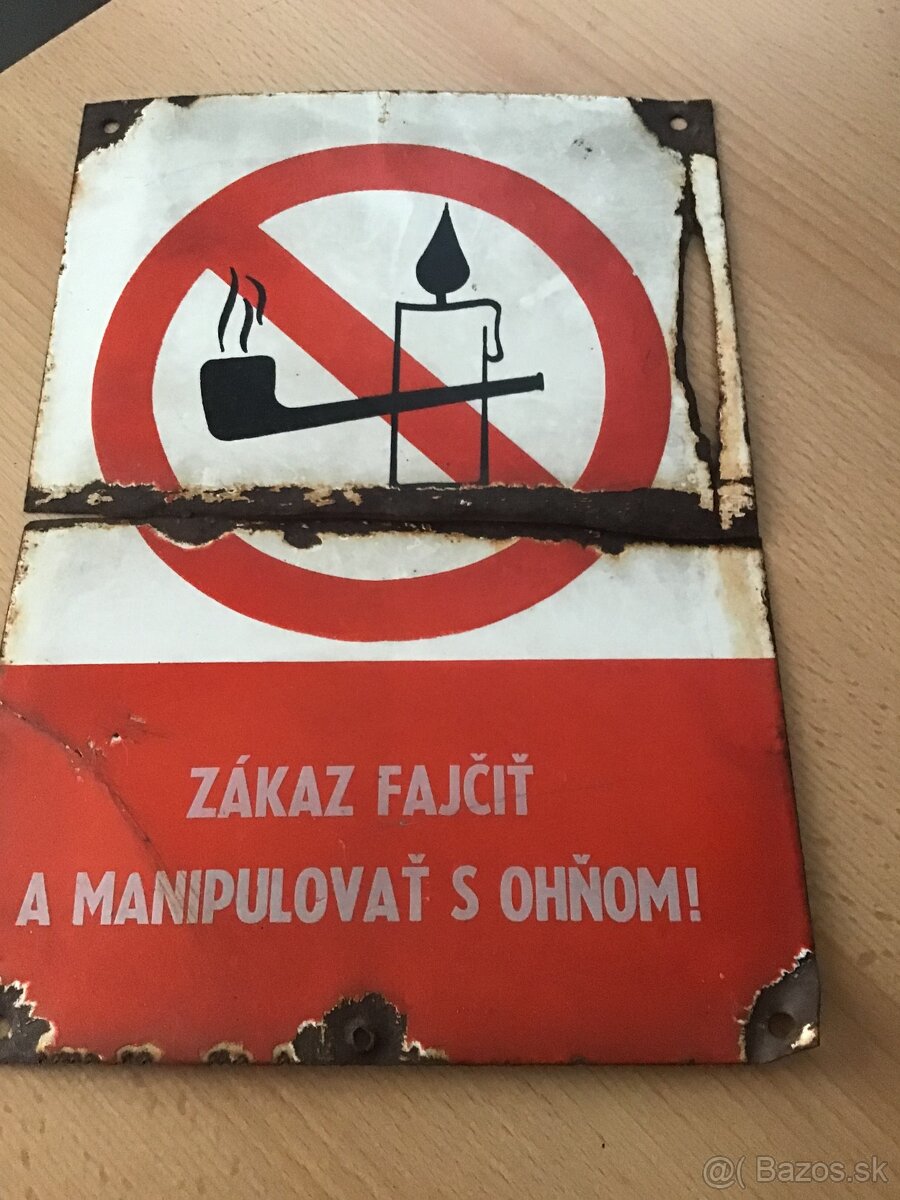 ZÁKAZ FAJČIŤ
A MANIPULOVAŤ S OHŇOM!
@( Bazos.sk